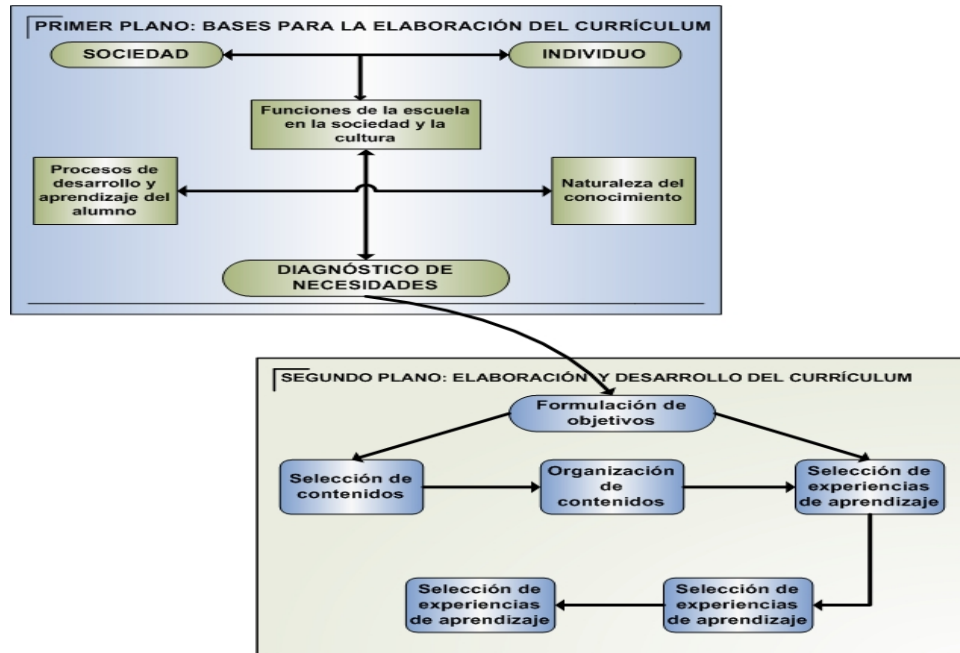 PRIMER PLANO: BASES PARA LA ELABORACIÓN DEL CURRÍCULUM
SOCIEDAD
INDIVIDUO
Funciones de la escuela
en la sociedad y la
cultura
Procesos de
desarrollo y
aprendizaje del
alumno
Naturaleza del
conocimiento
DIAGNÓSTICO DE
NECESIDADES
SEGUNDO PLANO: ELABORACIÓN Y DESARROLLO DEL CURRÍCULUM
Formulación de
objetivos
Selección de
contenidos
Organización
de
contenidos
Selección de
experiencias
de aprendizaje
Selección de
experiencias
de aprendizaje
Selección de
experiencias
de aprendizaje